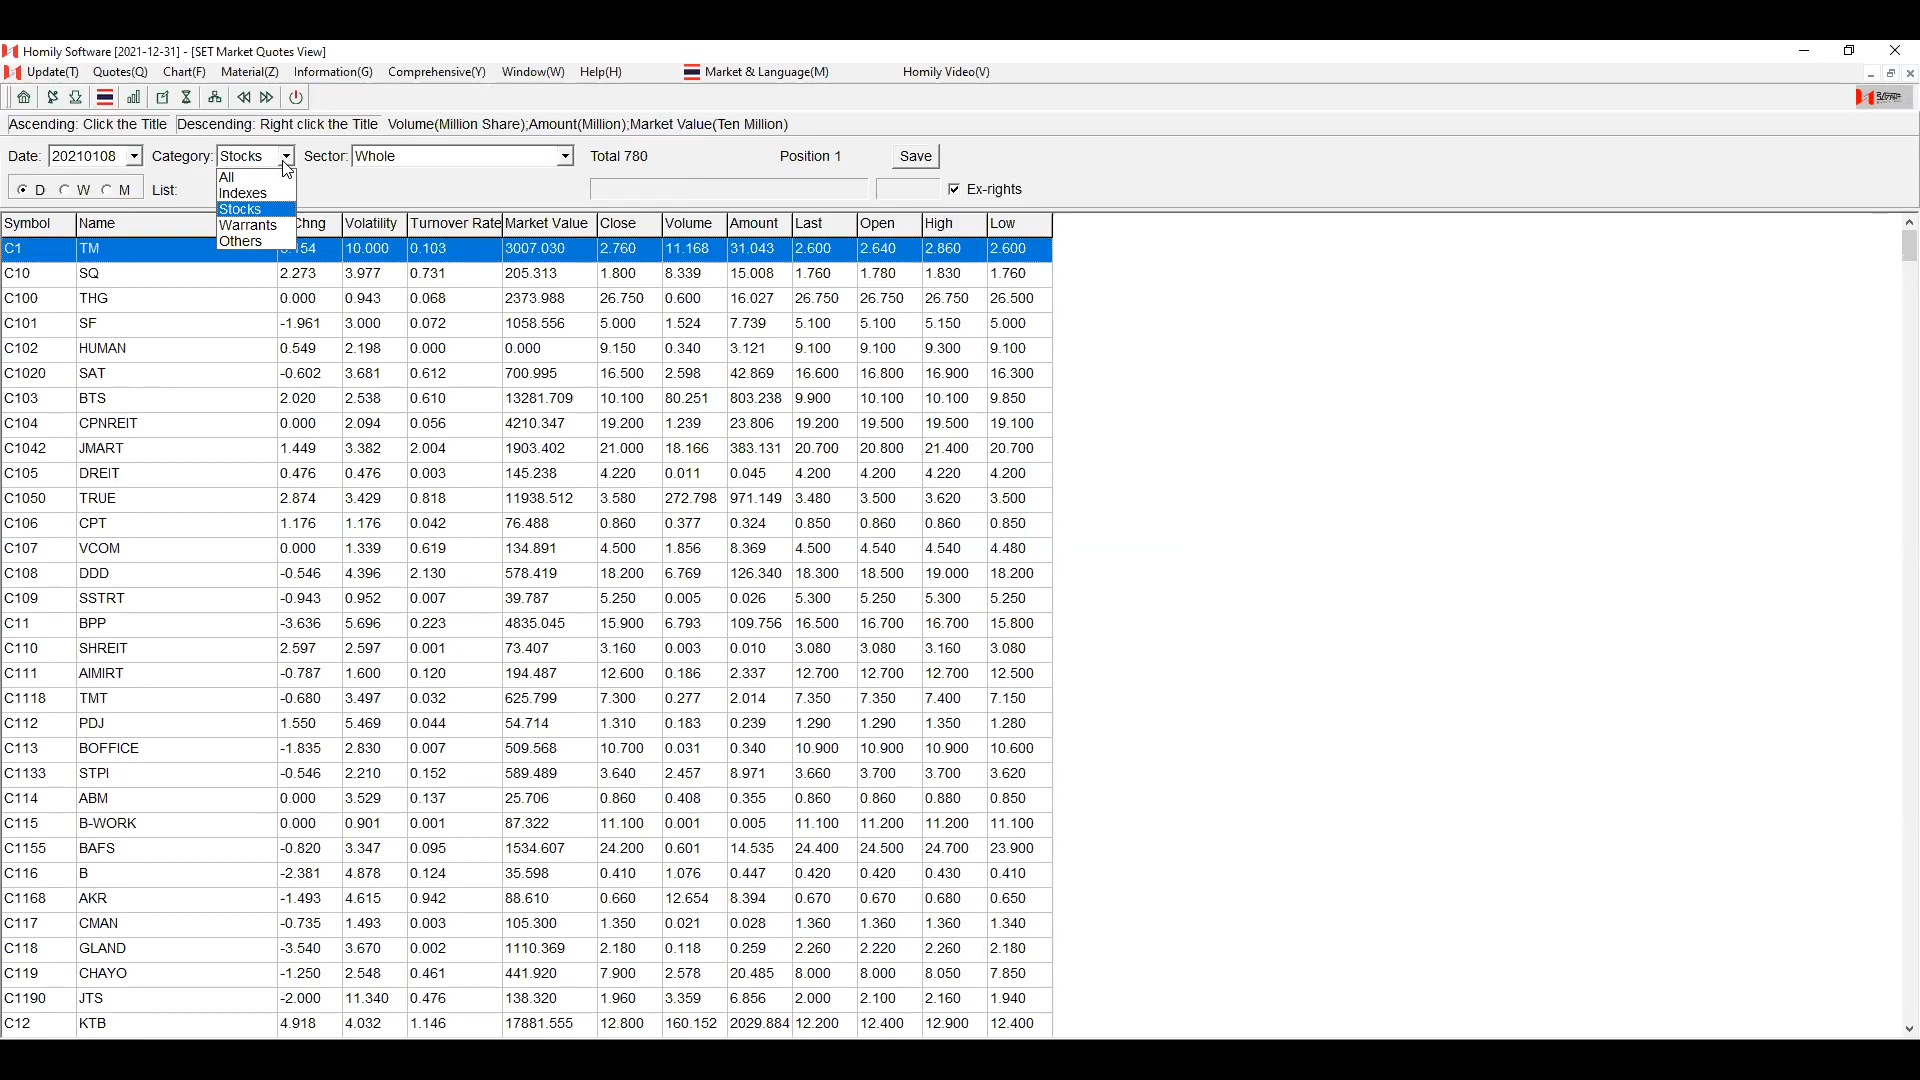 Homily Software [2021-12-31] - [SET Market Quotes View]
Update(T) Quotes(Q) Chart(F) Material(Z) Information(G) Comprehensive(Y) Window(W) Help(H) Market & Language(M) Homily Video(V)
Ascending: Click the Title Descending: Right click the Title Volume(Million Share);Amount(Million);Market Value(Ten Million)
Date: 20210108 Category: Stocks Sector: Whole Total 780 Position 1 Save
All
D W M List: Indexes Ex-rights
Stocks
Warrants
Others
Symbol Name Chng Volatility Turnover Rate Market Value Close Volume Amount Last Open High Low
C1 TM .154 10.000 0.103 3007.030 2.760 11.168 31.043 2.600 2.640 2.860 2.600
C10 SQ 2.273 3.977 0.731 205.313 1.800 8.339 15.008 1.760 1.780 1.830 1.760
C100 THG 0.000 0.943 0.068 2373.988 26.750 0.600 16.027 26.750 26.750 26.750 26.500
C101 SF -1.961 3.000 0.072 1058.556 5.000 1.524 7.739 5.100 5.100 5.150 5.000
C102 HUMAN 0.549 2.198 0.000 0.000 9.150 0.340 3.121 9.100 9.100 9.300 9.100
C1020 SAT -0.602 3.681 0.612 700.995 16.500 2.598 42.869 16.600 16.800 16.900 16.300
C103 BTS 2.020 2.538 0.610 13281.709 10.100 80.251 803.238 9.900 10.100 10.100 9.850
C104 CPNREIT 0.000 2.094 0.056 4210.347 19.200 1.239 23.806 19.200 19.500 19.500 19.100
C1042 JMART 1.449 3.382 2.004 1903.402 21.000 18.166 383.131 20.700 20.800 21.400 20.700
C105 DREIT 0.476 0.476 0.003 145.238 4.220 0.011 0.045 4.200 4.200 4.220 4.200
C1050 TRUE 2.874 3.429 0.818 11938.512 3.580 272.798 971.149 3.480 3.500 3.620 3.500
C106 CPT 1.176 1.176 0.042 76.488 0.860 0.377 0.324 0.850 0.860 0.860 0.850
C107 VCOM 0.000 1.339 0.619 134.891 4.500 1.856 8.369 4.500 4.540 4.540 4.480
C108 DDD -0.546 4.396 2.130 578.419 18.200 6.769 126.340 18.300 18.500 19.000 18.200
C109 SSTRT -0.943 0.952 0.007 39.787 5.250 0.005 0.026 5.300 5.250 5.300 5.250
C11 BPP -3.636 5.696 0.223 4835.045 15.900 6.793 109.756 16.500 16.700 16.700 15.800
C110 SHREIT 2.597 2.597 0.001 73.407 3.160 0.003 0.010 3.080 3.080 3.160 3.080
C111 AIMIRT -0.787 1.600 0.120 194.487 12.600 0.186 2.337 12.700 12.700 12.700 12.500
C1118 TMT -0.680 3.497 0.032 625.799 7.300 0.277 2.014 7.350 7.350 7.400 7.150
C112 PDJ 1.550 5.469 0.044 54.714 1.310 0.183 0.239 1.290 1.290 1.350 1.280
C113 BOFFICE -1.835 2.830 0.007 509.568 10.700 0.031 0.340 10.900 10.900 10.900 10.600
C1133 STPI -0.546 2.210 0.152 589.489 3.640 2.457 8.971 3.660 3.700 3.700 3.620
C114 ABM 0.000 3.529 0.137 25.706 0.860 0.408 0.355 0.860 0.860 0.880 0.850
C115 B-WORK 0.000 0.901 0.001 87.322 11.100 0.001 0.005 11.100 11.200 11.200 11.100
C1155 BAFS -0.820 3.347 0.095 1534.607 24.200 0.601 14.535 24.400 24.500 24.700 23.900
C116 B -2.381 4.878 0.124 35.598 0.410 1.076 0.447 0.420 0.420 0.430 0.410
C1168 AKR -1.493 4.615 0.942 88.610 0.660 12.654 8.394 0.670 0.670 0.680 0.650
C117 CMAN -0.735 1.493 0.003 105.300 1.350 0.021 0.028 1.360 1.360 1.360 1.340
C118 GLAND -3.540 3.670 0.002 1110.369 2.180 0.118 0.259 2.260 2.220 2.260 2.180
C119 CHAYO -1.250 2.548 0.461 441.920 7.900 2.578 20.485 8.000 8.000 8.050 7.850
C1190 JTS -2.000 11.340 0.476 138.320 1.960 3.359 6.856 2.000 2.100 2.160 1.940
C12 KTB 4.918 4.032 1.146 17881.555 12.800 160.152 2029.884 12.200 12.400 12.900 12.400